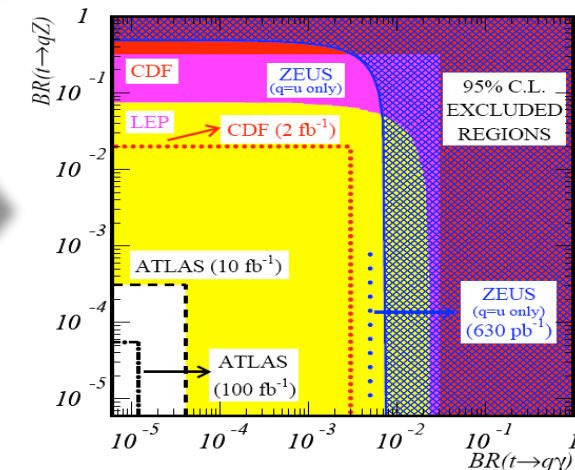 BR(t→qZ)
1
10⁻¹
10⁻²
10⁻³
10⁻⁴
10⁻⁵
CDF
ZEUS
(q=u only)
95% C.L.
EXCLUDED
REGIONS
LEP
CDF (2 fb⁻¹)
ATLAS (10 fb⁻¹)
ZEUS
(q=u only)
(630 pb⁻¹)
ATLAS
(100 fb⁻¹)
10⁻⁵ 10⁻⁴ 10⁻³ 10⁻² 10⁻¹ 1
BR(t→qγ)